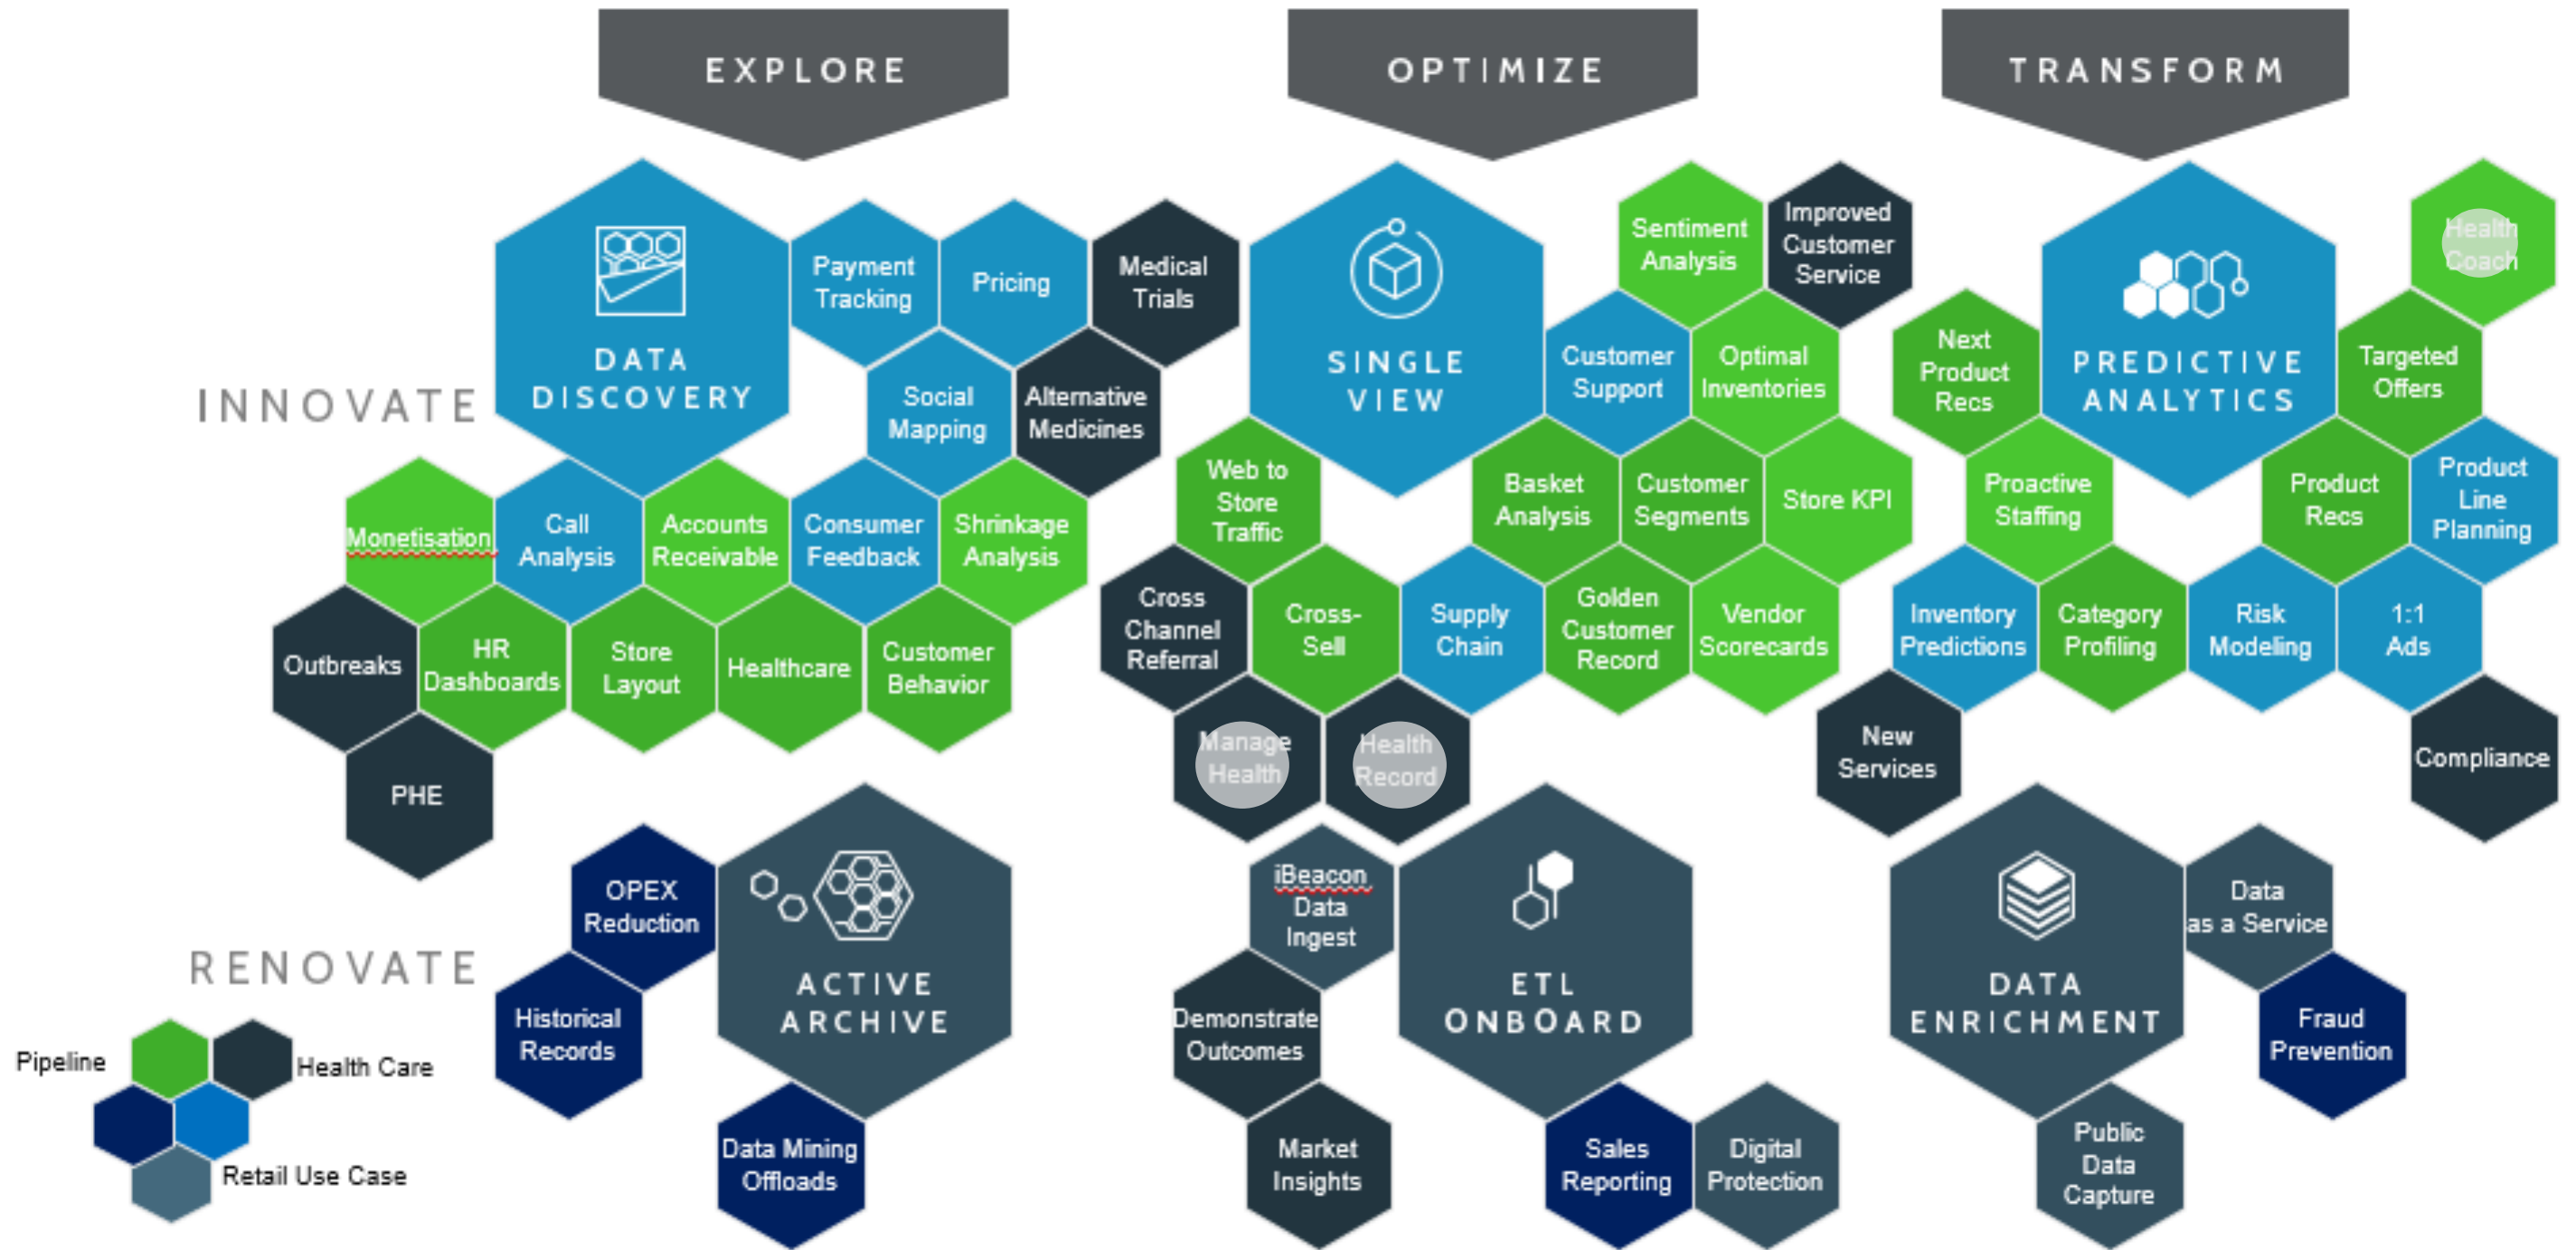 EXPLORE
OPTIMIZE
TRANSFORM
INNOVATE
DATA
DISCOVERY
Payment
Tracking
Pricing
Medical
Trials
Social
Mapping
Alternative
Medicines
Monetisation
Call
Analysis
Accounts
Receivable
Consumer
Feedback
Shrinkage
Analysis
Outbreaks
HR
Dashboards
Store
Layout
Healthcare
Customer
Behavior
PHE
SINGLE
VIEW
Sentiment
Analysis
Improved
Customer
Service
Customer
Support
Optimal
Inventories
Web to
Store
Traffic
Basket
Analysis
Customer
Segments
Store KPI
Cross
Channel
Referral
Cross-
Sell
Supply
Chain
Golden
Customer
Record
Vendor
Scorecards
Manage
Health
Health
Record
PREDICTIVE
ANALYTICS
Health
Coach
Next
Product
Recs
Targeted
Offers
Proactive
Staffing
Product
Recs
Product
Line
Planning
Inventory
Predictions
Category
Profiling
Risk
Modeling
1:1
Ads
New
Services
Compliance
RENOVATE
OPEX
Reduction
Historical
Records
ACTIVE
ARCHIVE
Data Mining
Offloads
iBeacon
Data
Ingest
Demonstrate
Outcomes
Market
Insights
ETL
ONBOARD
Sales
Reporting
Digital
Protection
DATA
ENRICHMENT
Data
as a Service
Fraud
Prevention
Public
Data
Capture
Pipeline
Health Care
Retail Use Case